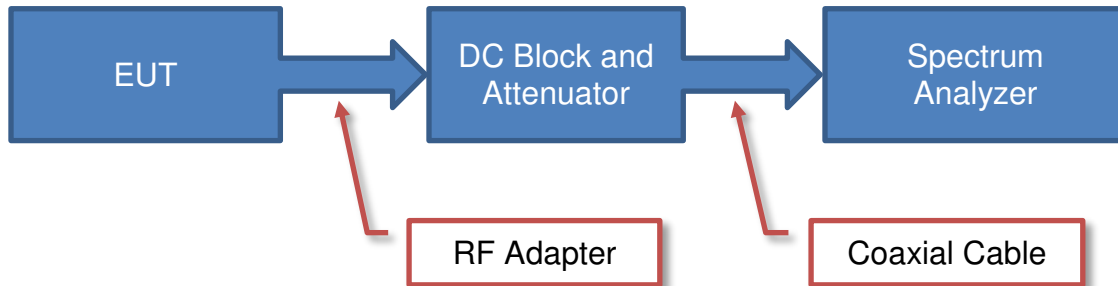 EUT
DC Block and
Attenuator
Spectrum
Analyzer
RF Adapter
Coaxial Cable